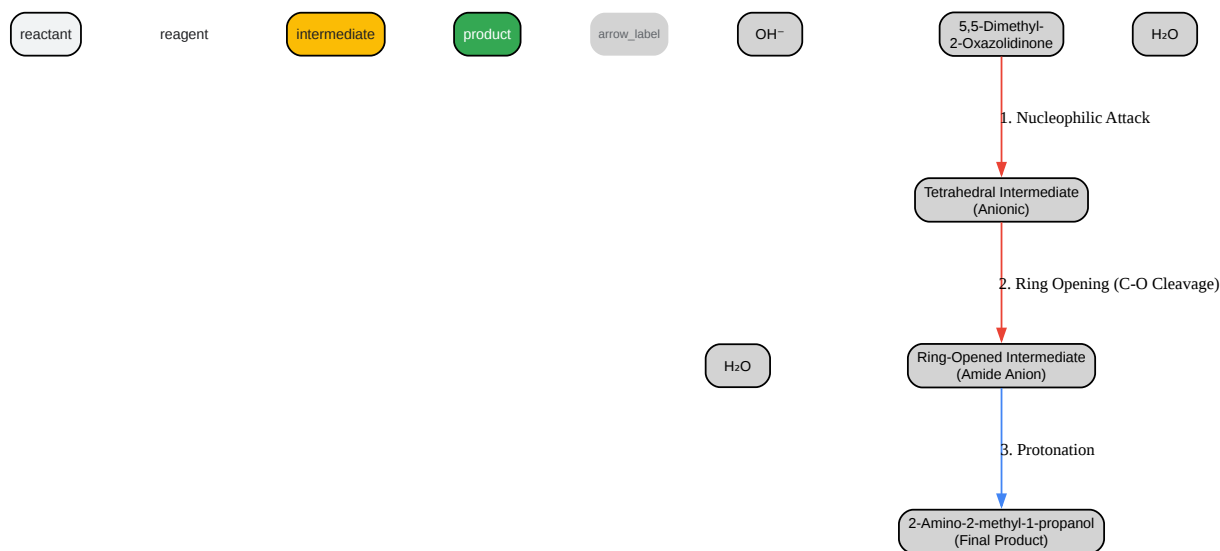 reactant
reagent
intermediate
product
arrow_label
OH⁻
5,5-Dimethyl-
2-Oxazolidinone
H₂O
1. Nucleophilic Attack
Tetrahedral Intermediate
(Anionic)
2. Ring Opening (C-O Cleavage)
H₂O
Ring-Opened Intermediate
(Amide Anion)
3. Protonation
2-Amino-2-methyl-1-propanol
(Final Product)